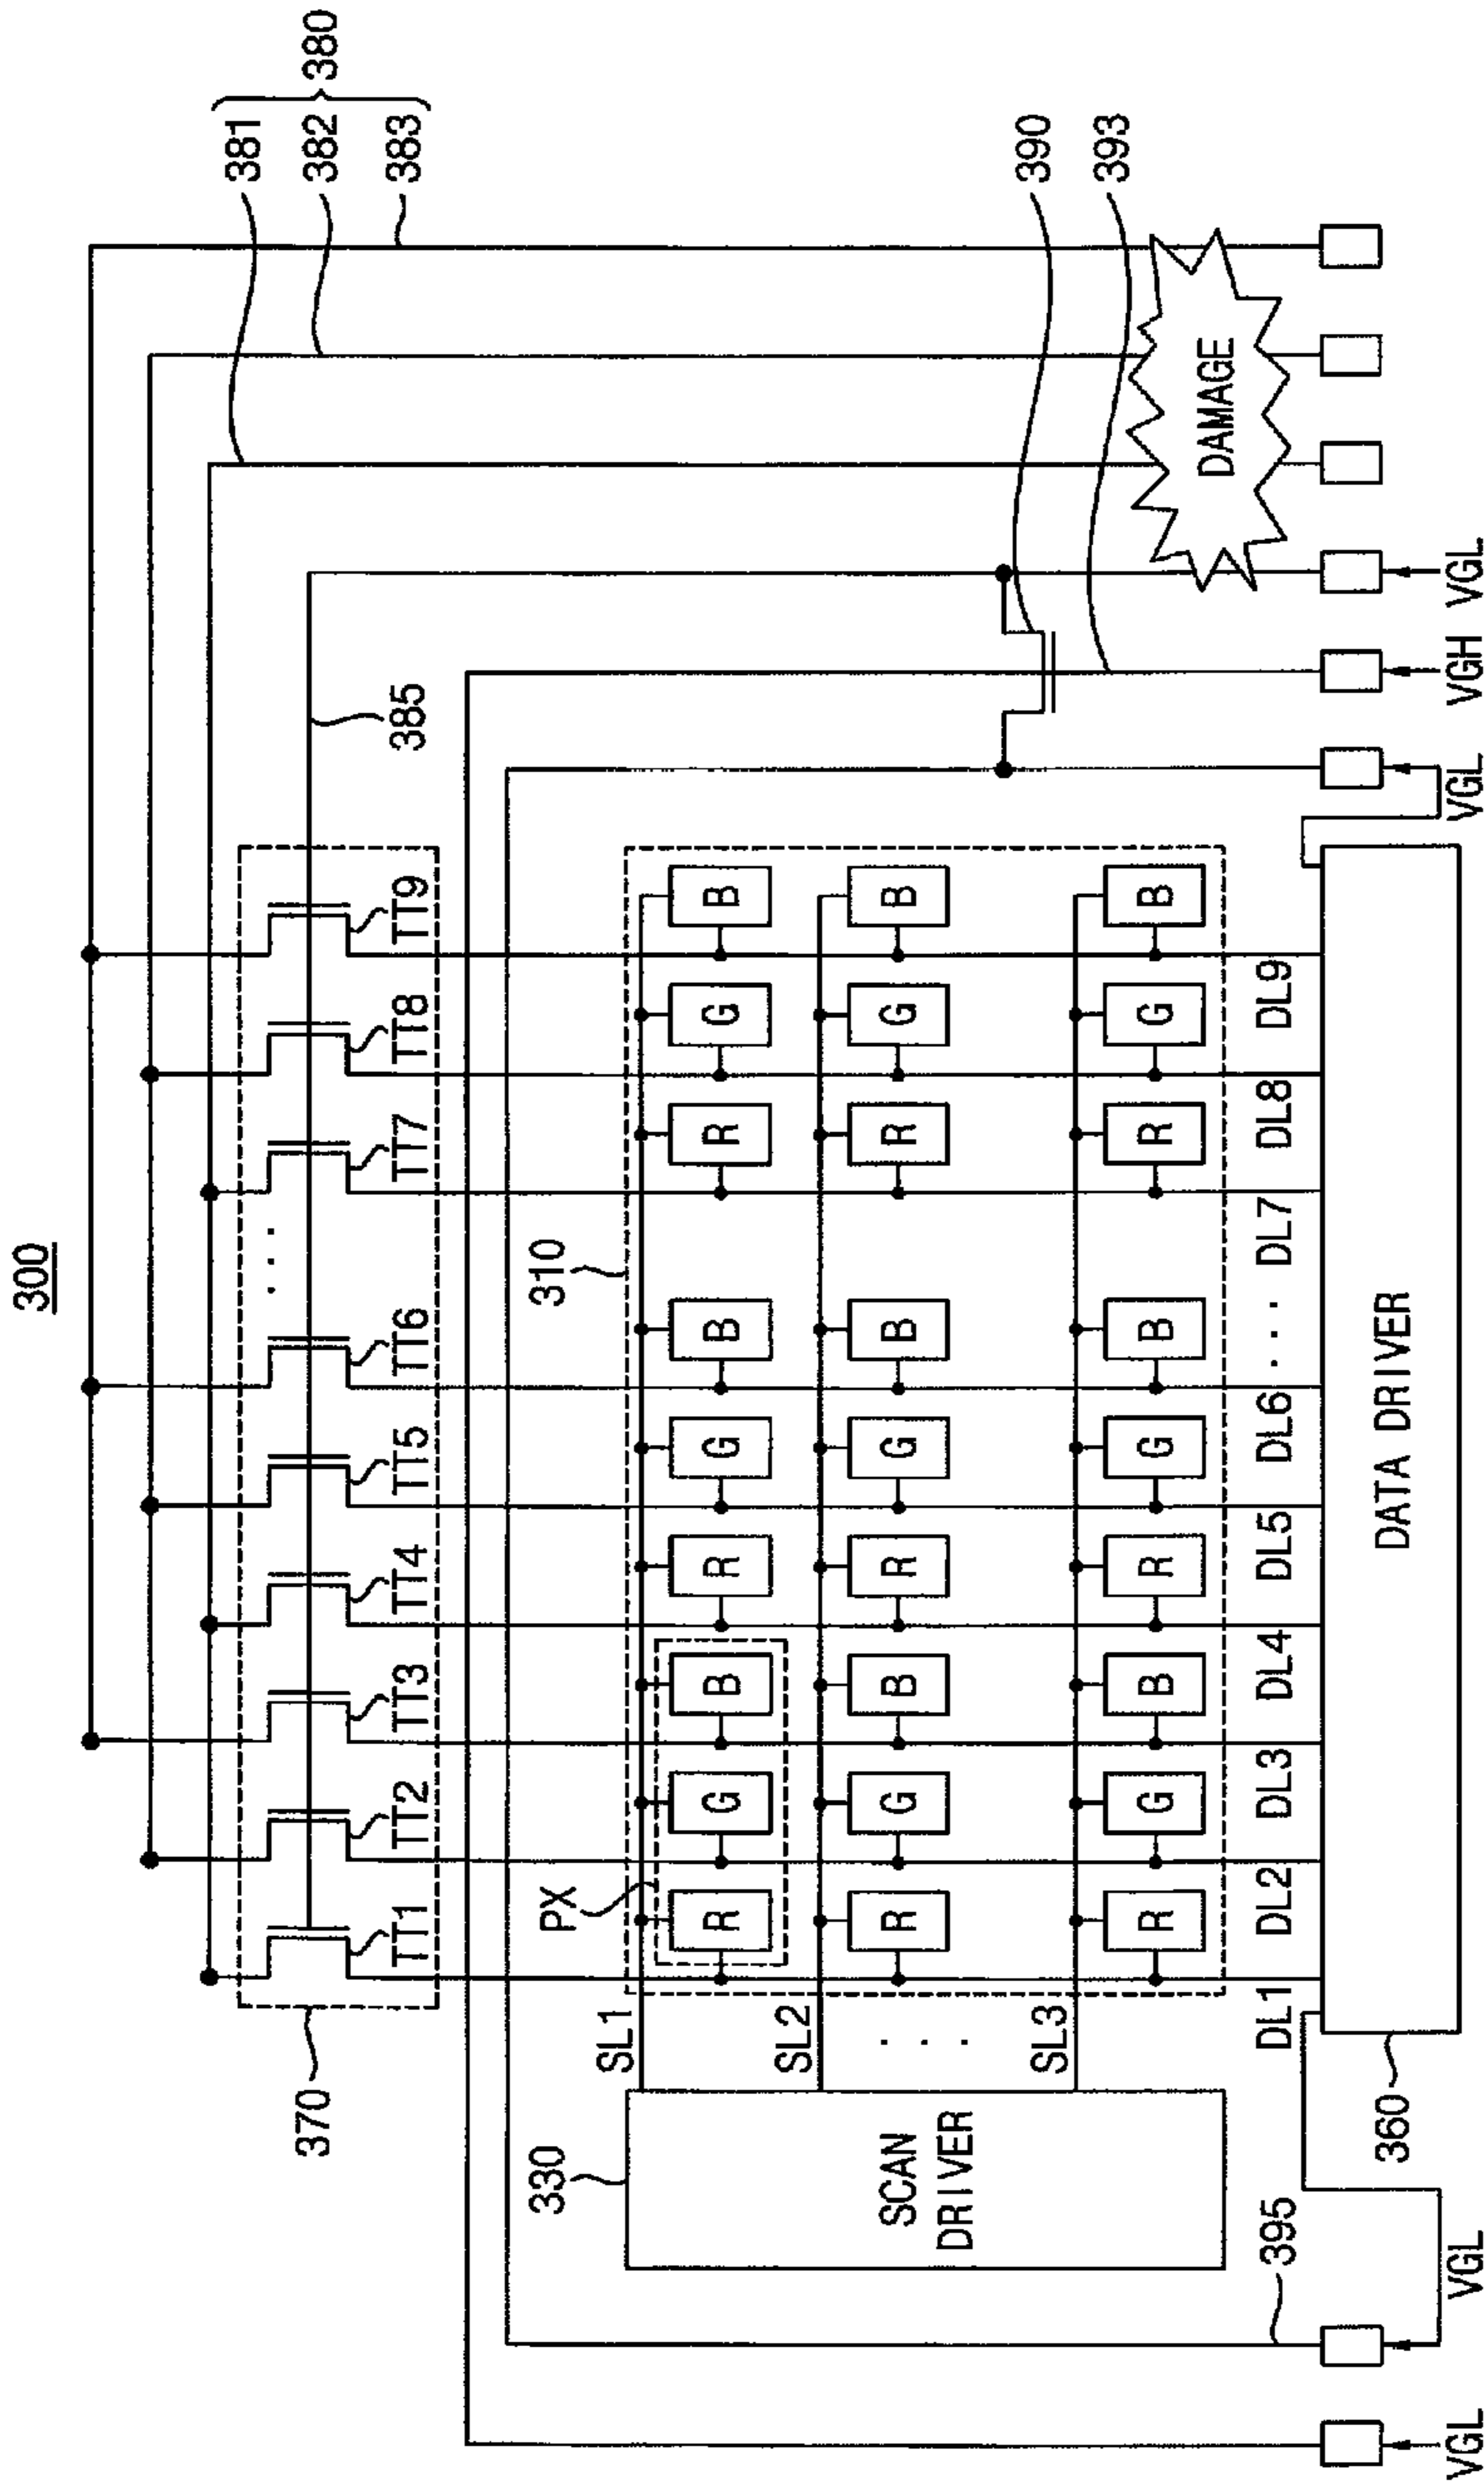 300
380
381
382
383
385
370
TT1 TT2 TT3 TT4 TT5 TT6 ... TT7 TT8 TT9
390
393
310
PX
330
SCAN
DRIVER
SL1
R G B R G B R G B
SL2
R G B R G B R G B
...
SL3
R G B R G B R G B
DAMAGE
395
DL1 DL2 DL3 DL4 DL5 DL6 ... DL7 DL8 DL9
360
DATA DRIVER
VGL VGL VGL VGH VGL